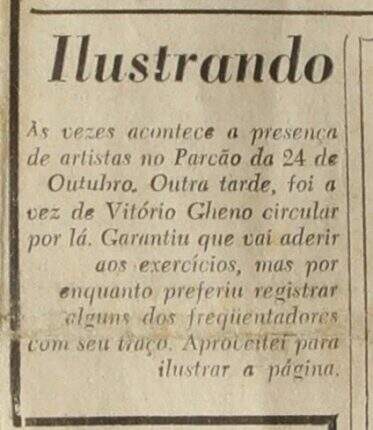 Ilustrando
Às vezes acontece a presença
de artistas no Parcão da 24 de
Outubro. Outra tarde, foi a
vez de Vitório Gheno circular
por lá. Garantiu que vai aderir
aos exercícios, mas por
enquanto preferiu registrar
alguns dos freqüentadores
com seu traço. Aproveitei para
ilustrar a página.